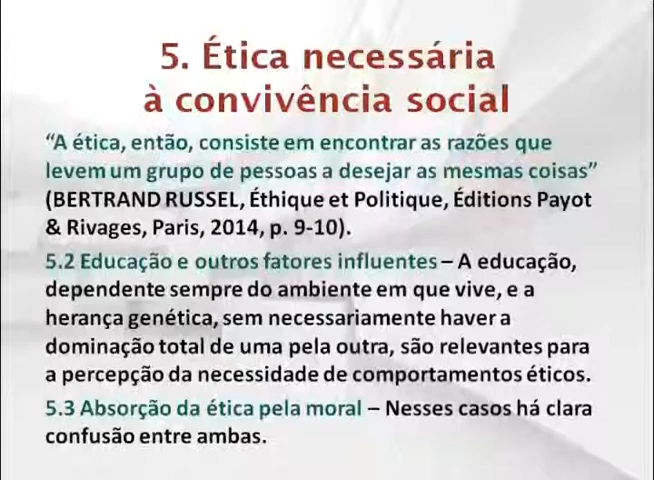 5. Ética necessária
à convivência social
“A ética, então, consiste em encontrar as razões que
levem um grupo de pessoas a desejar as mesmas coisas”
(BERTRAND RUSSEL, Éthique et Politique, Éditions Payot
& Rivages, Paris, 2014, p. 9-10).
5.2 Educação e outros fatores influentes – A educação,
dependente sempre do ambiente em que vive, e a
herança genética, sem necessariamente haver a
dominação total de uma pela outra, são relevantes para
a percepção da necessidade de comportamentos éticos.
5.3 Absorção da ética pela moral – Nesses casos há clara
confusão entre ambas.